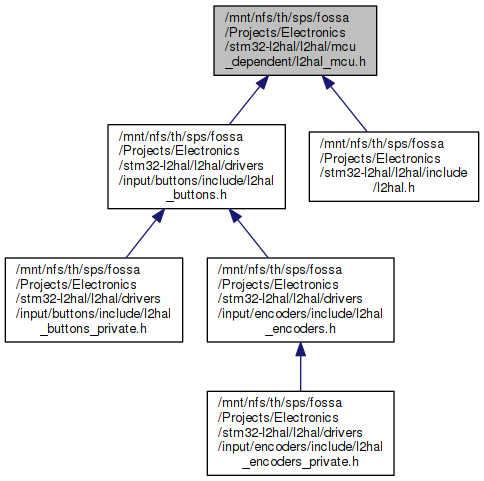 /mnt/nfs/th/sps/fossa
/Projects/Electronics
/stm32-l2hal/l2hal/mcu
_dependent/l2hal_mcu.h
/mnt/nfs/th/sps/fossa
/Projects/Electronics
/stm32-l2hal/l2hal/drivers
/input/buttons/include/l2hal
_buttons.h
/mnt/nfs/th/sps/fossa
/Projects/Electronics
/stm32-l2hal/l2hal/include
/l2hal.h
/mnt/nfs/th/sps/fossa
/Projects/Electronics
/stm32-l2hal/l2hal/drivers
/input/buttons/include/l2hal
_buttons_private.h
/mnt/nfs/th/sps/fossa
/Projects/Electronics
/stm32-l2hal/l2hal/drivers
/input/encoders/include/l2hal
_encoders.h
/mnt/nfs/th/sps/fossa
/Projects/Electronics
/stm32-l2hal/l2hal/drivers
/input/encoders/include/l2hal
_encoders_private.h